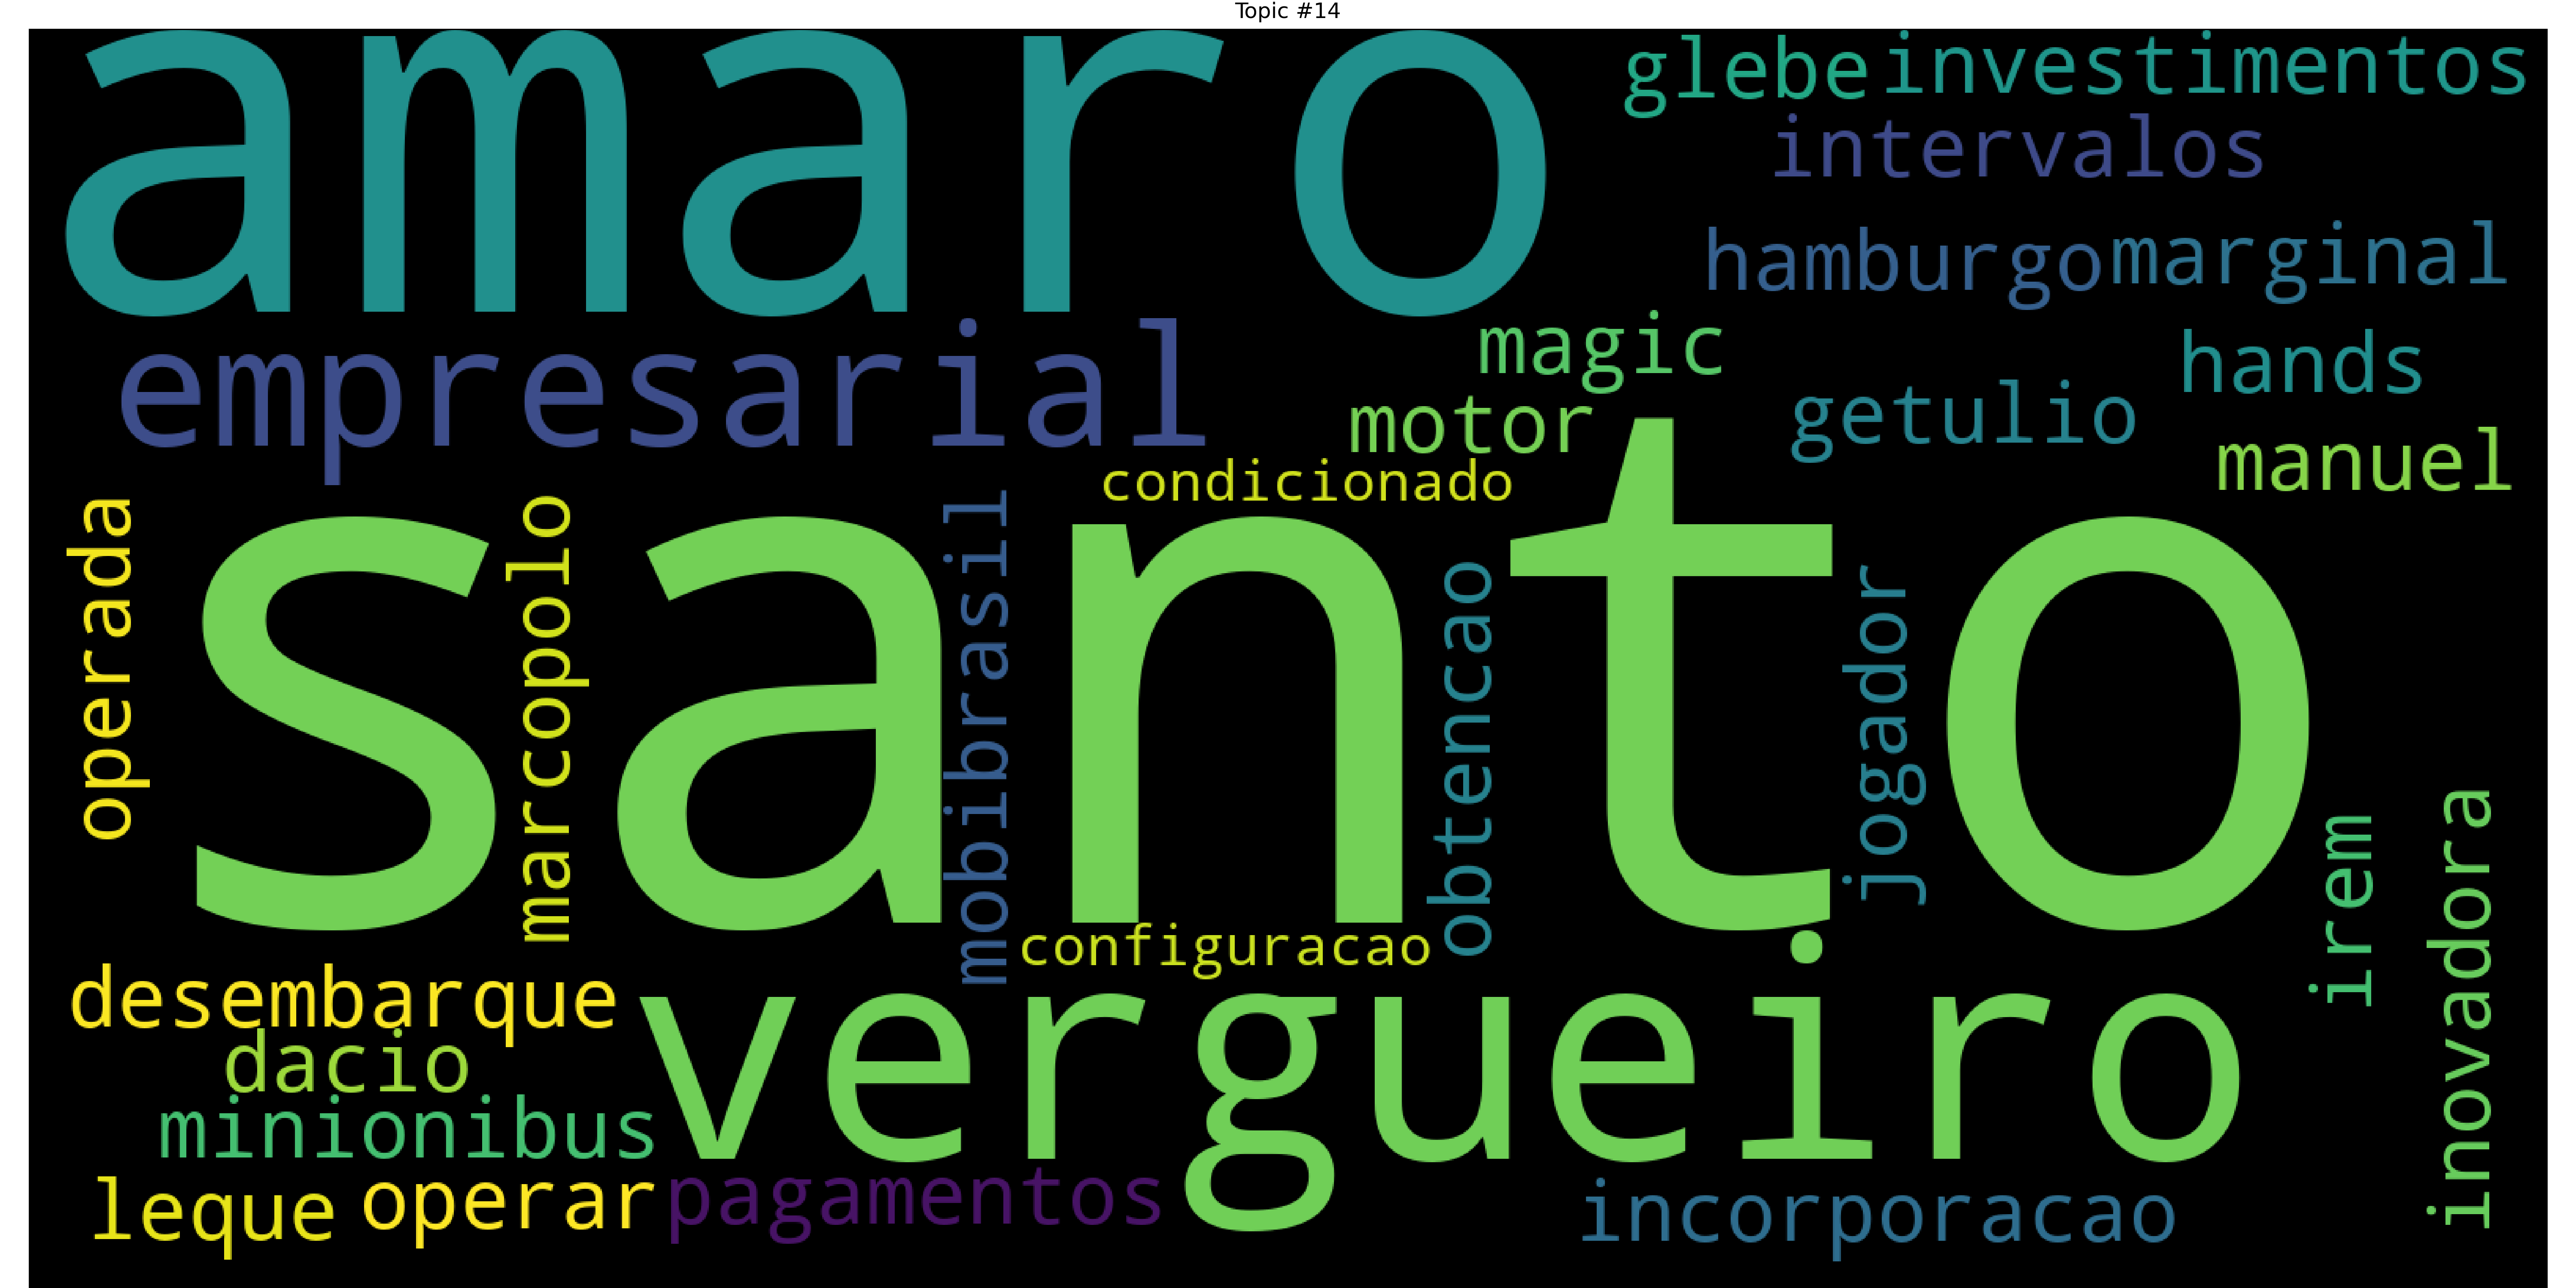 Topic #14
amaro
glebe
investimentos
intervalos
hamburgo
marginal
empresarial
magic
hands
motor
getulio
manuel
condicionado
operada
marcopolo
santo
mobibrasil
obtencao
jogador
irem
inovadora
configuracao
desembarque
vergueiro
dacio
minionibus
leque
operar
pagamentos
incorporacao